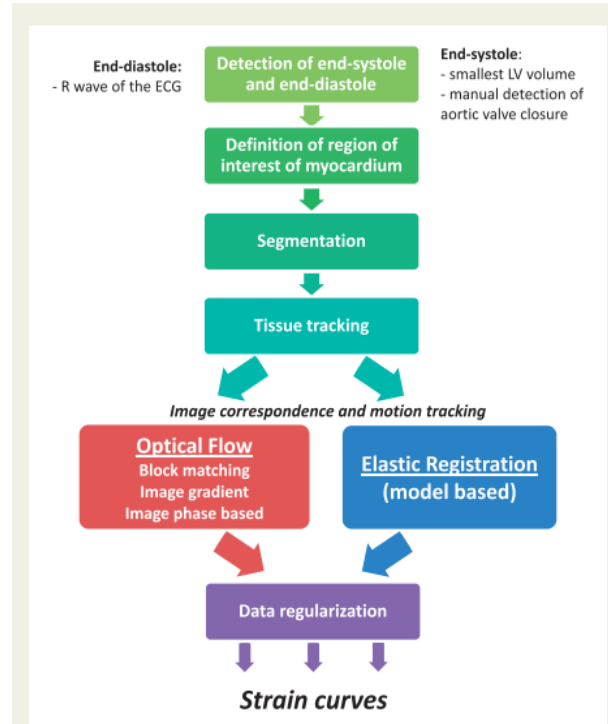 End-diastole:
- R wave of the ECG
Detection of end-systole
and end-diastole
End-systole:
- smallest LV volume
- manual detection of
aortic valve closure
Definition of region of
interest of myocardium
Segmentation
Tissue tracking
Image correspondence and motion tracking
Optical Flow
Block matching
Image gradient
Image phase based
Elastic Registration
(model based)
Data regularization
Strain curves